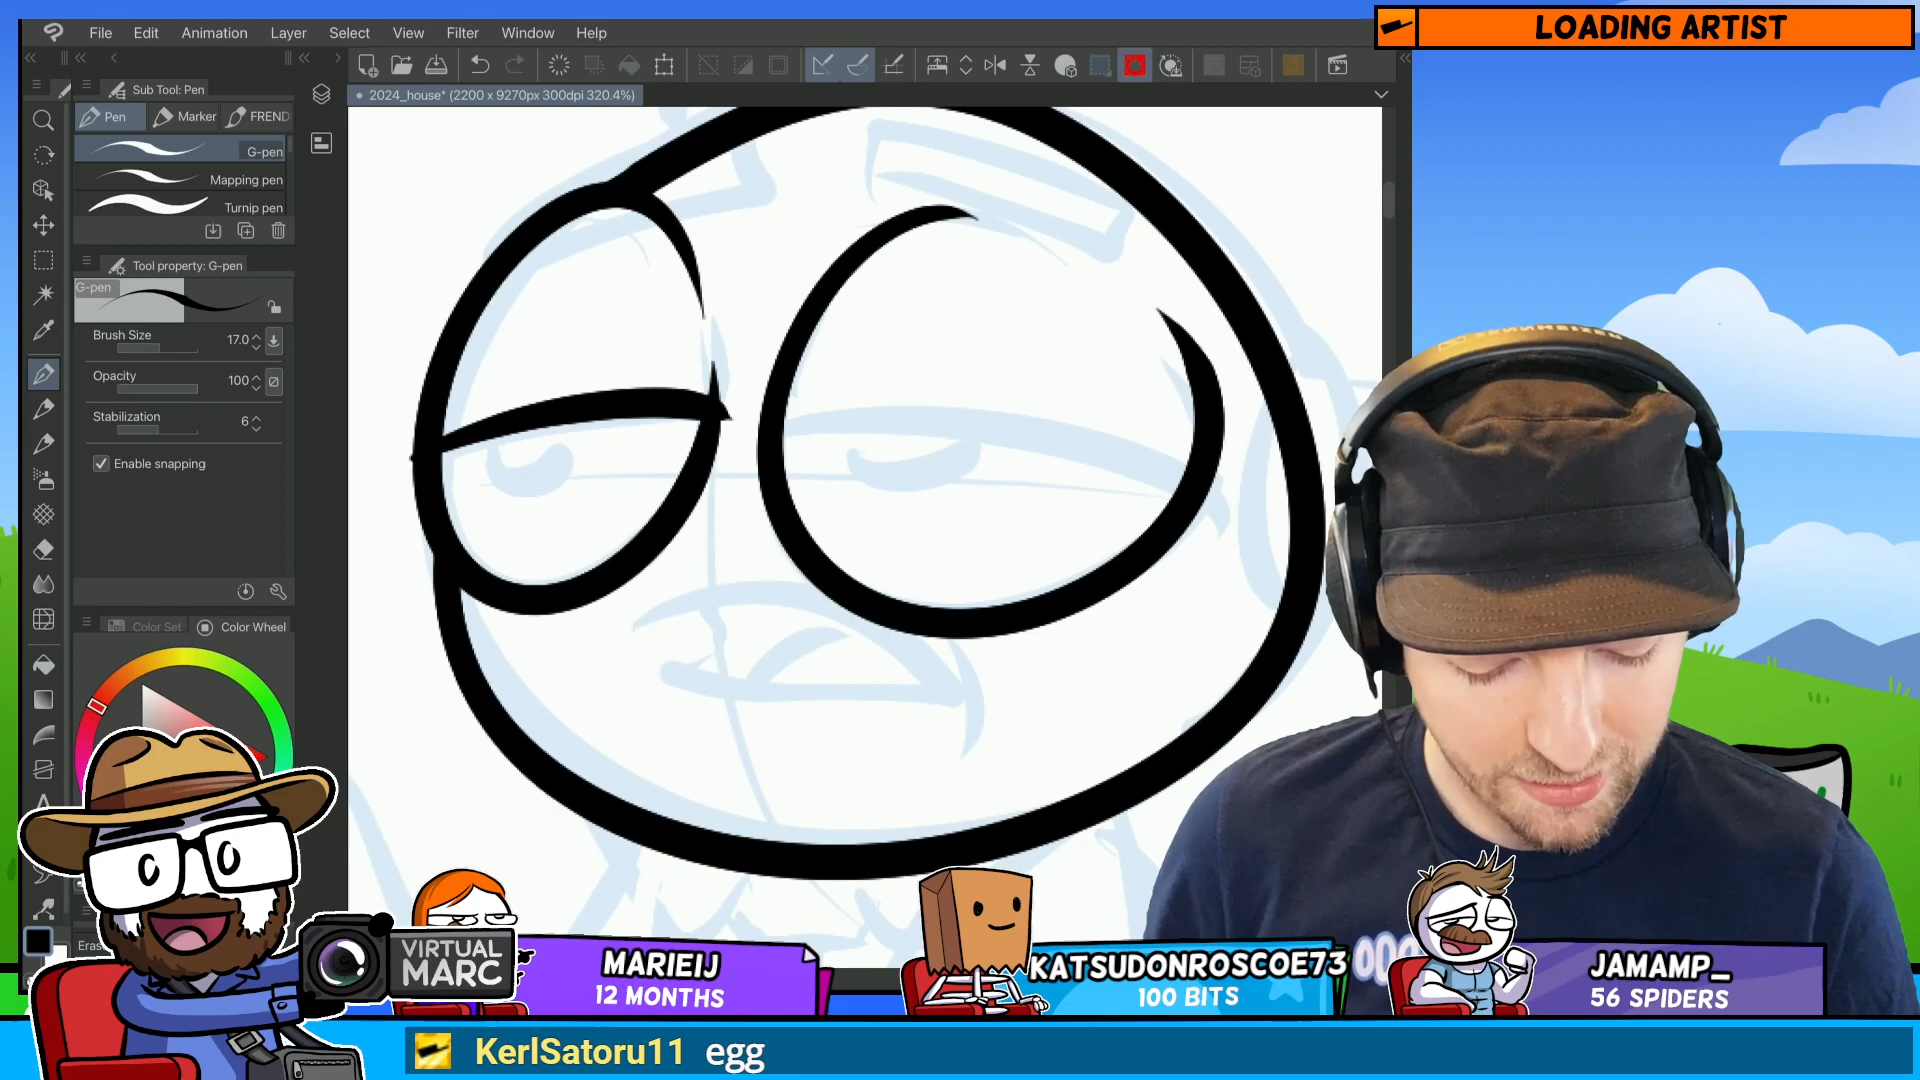 LOADING ARTIST
File Edit Animation Layer Select View Filter Window Help
Sub Tool: Pen
2024_house* (2200 x 9270px 300dpi 320.4%)
Pen Marker FREND
G-pen
Mapping pen
Turnip pen
Tool property: G-pen
G-pen
Brush Size 17.0
Opacity 100
Stabilization 6
Enable snapping
Color Set Color Wheel
Eras
VIRTUAL
MARC
MARIEIJ
12 MONTHS
KATSUDONROSCOE73
100 BITS
JAMAMP_
56 SPIDERS
KerlSatoru11 egg